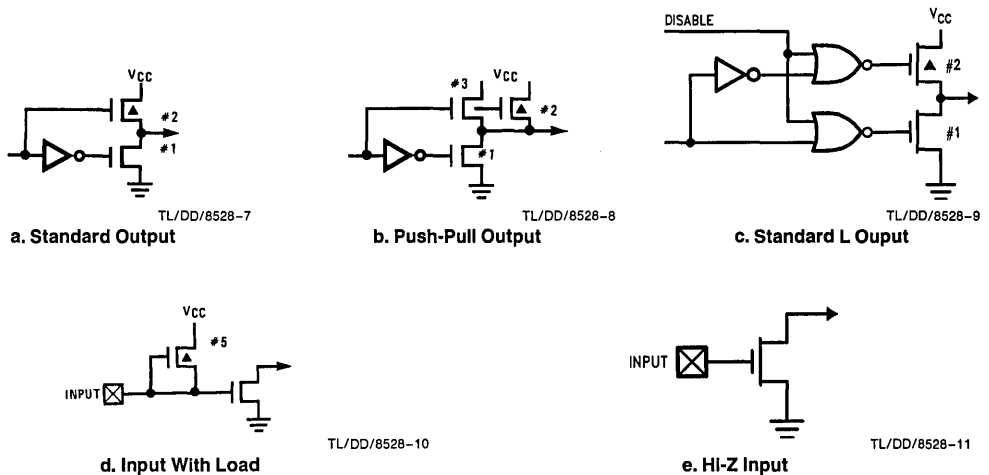 DISABLE
VCC
#2
#1
TL/DD/8528-7
a. Standard Output
#3
VCC
#2
#1
TL/DD/8528-8
b. Push-Pull Output
VCC
#2
#1
TL/DD/8528-9
c. Standard L Ouput
VCC
#5
INPUT
TL/DD/8528-10
d. Input With Load
INPUT
TL/DD/8528-11
e. Hi-Z Input